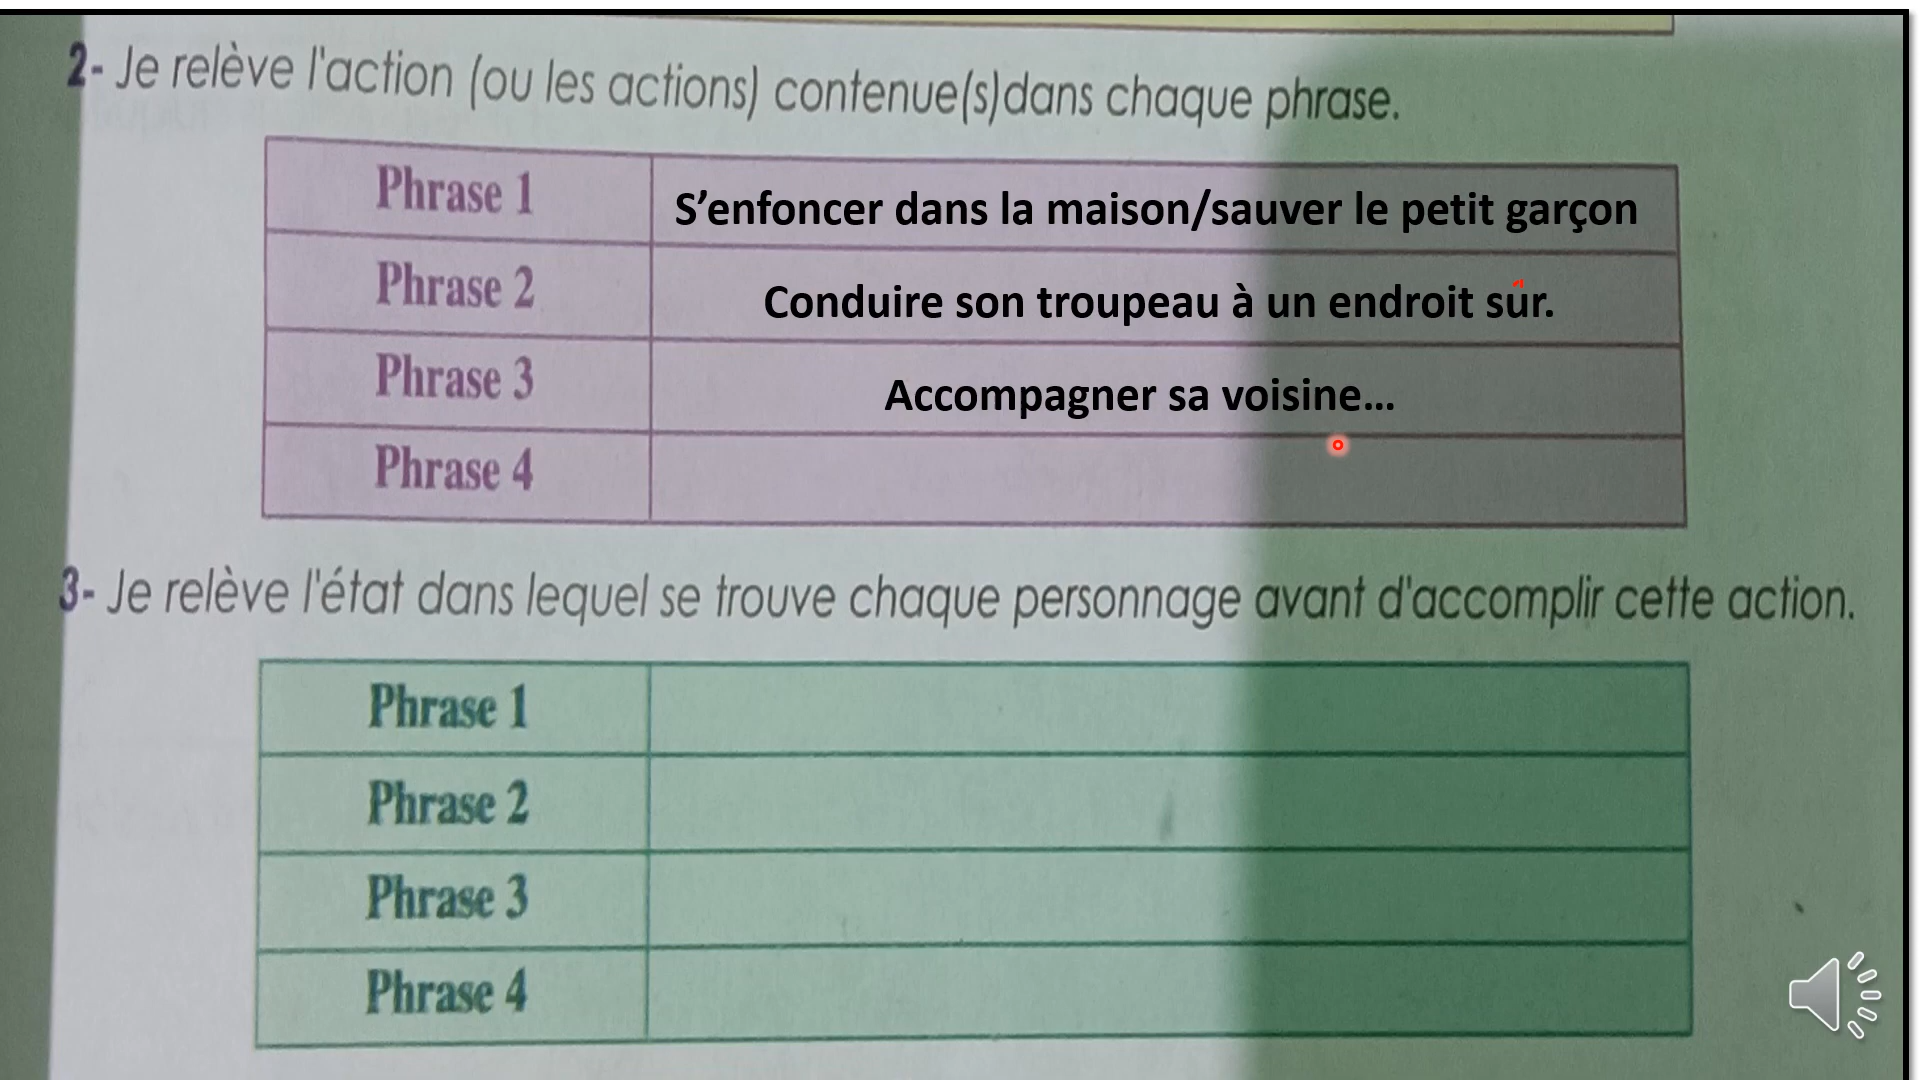 2- Je relève l'action (ou les actions) contenue(s)dans chaque phrase.
Phrase 1 S’enfoncer dans la maison/sauver le petit garçon
Phrase 2 Conduire son troupeau à un endroit sur.
Phrase 3 Accompagner sa voisine...
Phrase 4
3- Je relève l'état dans lequel se trouve chaque personnage avant d'accomplir cette action.
Phrase 1
Phrase 2
Phrase 3
Phrase 4